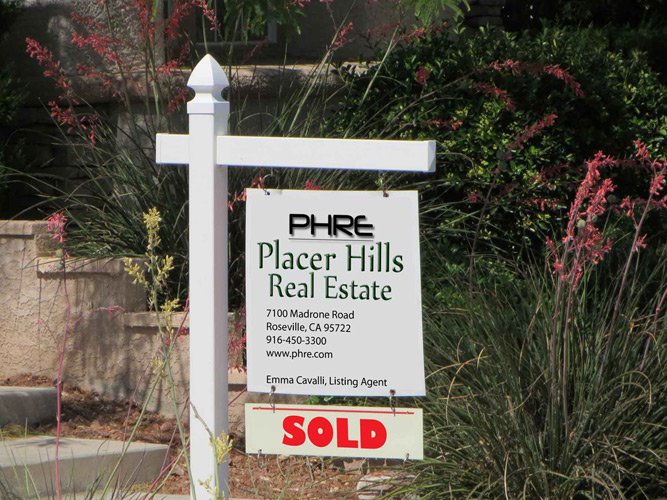 PHRE
Placer Hills
Real Estate
7100 Madrone Road
Roseville, CA 95722
916-450-3300
www.phre.com
Emma Cavalli, Listing Agent
SOLD